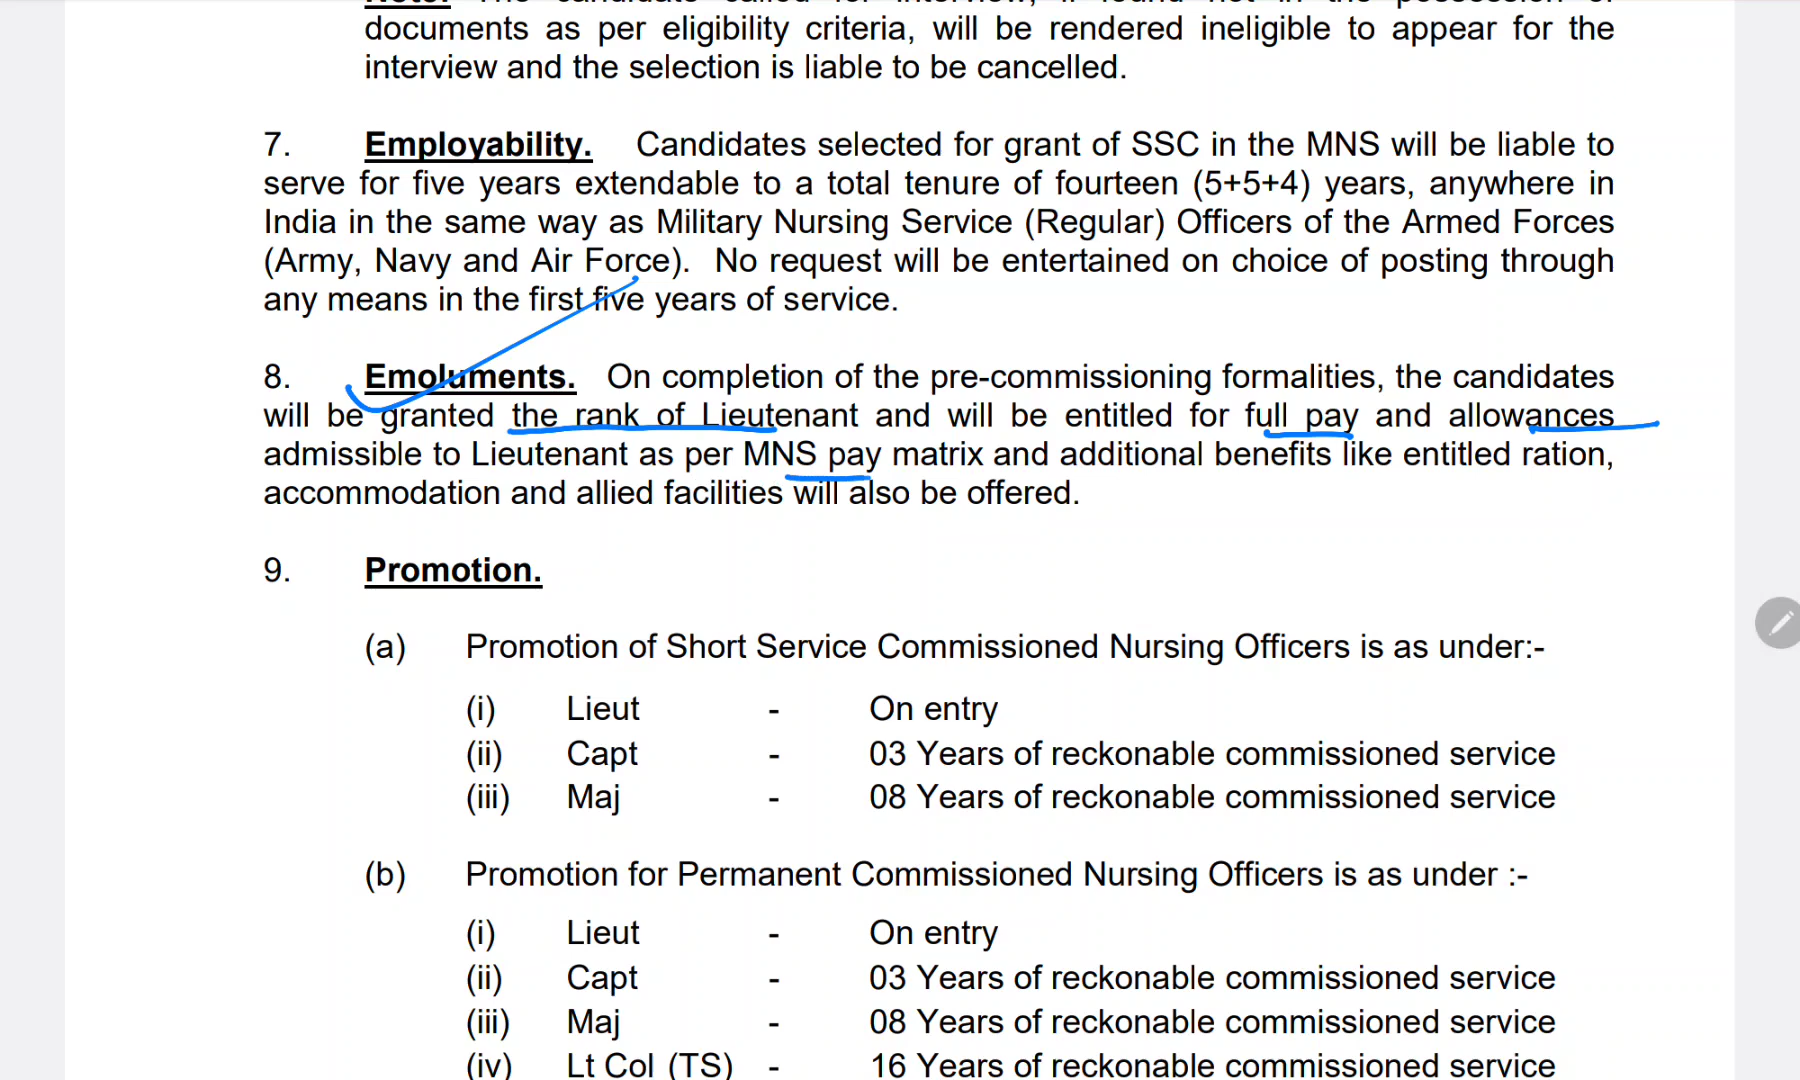 documents as per eligibility criteria, will be rendered ineligible to appear for the
interview and the selection is liable to be cancelled.
7. Employability. Candidates selected for grant of SSC in the MNS will be liable to
serve for five years extendable to a total tenure of fourteen (5+5+4) years, anywhere in
India in the same way as Military Nursing Service (Regular) Officers of the Armed Forces
(Army, Navy and Air Force). No request will be entertained on choice of posting through
any means in the first five years of service.
8. Emoluments. On completion of the pre-commissioning formalities, the candidates
will be granted the rank of Lieutenant and will be entitled for full pay and allowances
admissible to Lieutenant as per MNS pay matrix and additional benefits like entitled ration,
accommodation and allied facilities will also be offered.
9. Promotion.
(a) Promotion of Short Service Commissioned Nursing Officers is as under:-
(i) Lieut - On entry
(ii) Capt - 03 Years of reckonable commissioned service
(iii) Maj - 08 Years of reckonable commissioned service
(b) Promotion for Permanent Commissioned Nursing Officers is as under :-
(i) Lieut - On entry
(ii) Capt - 03 Years of reckonable commissioned service
(iii) Maj - 08 Years of reckonable commissioned service
(iv) Lt Col (TS) - 16 Years of reckonable commissioned service